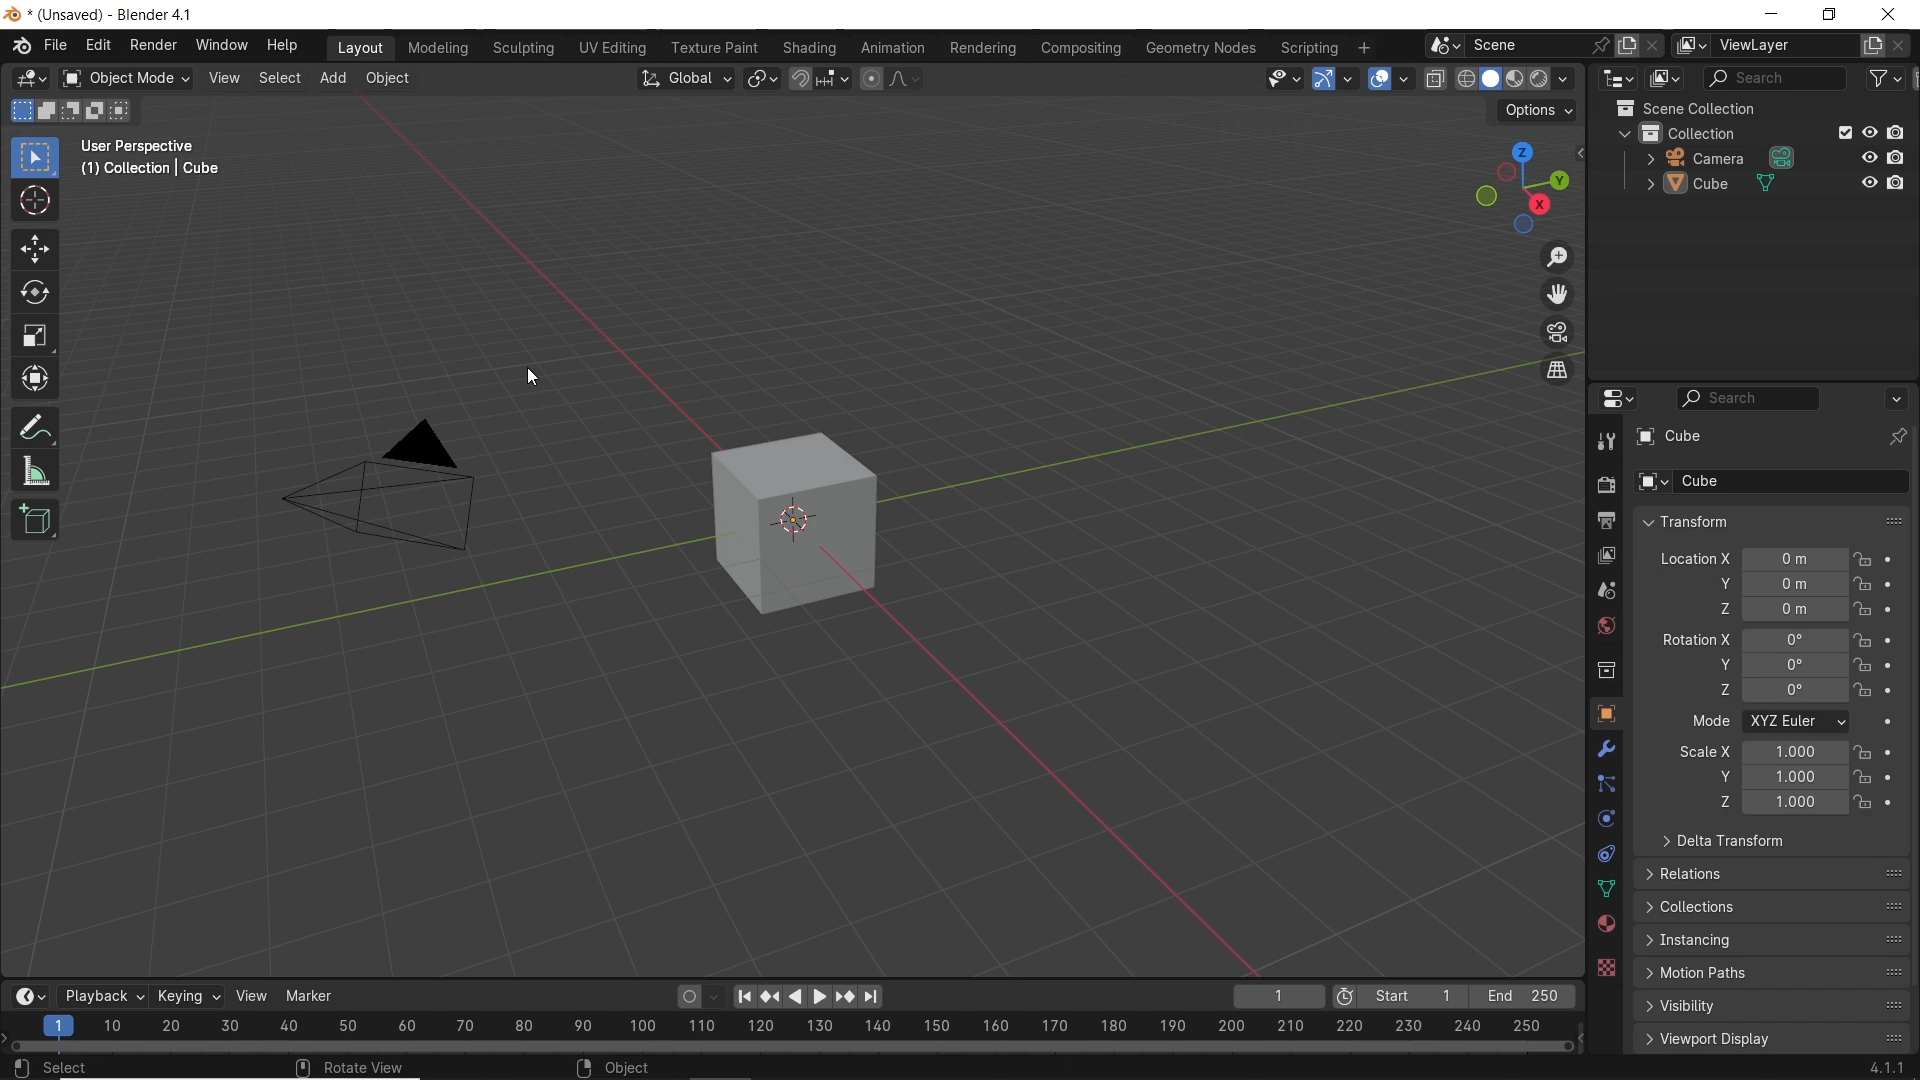 * (Unsaved) - Blender 4.1
File Edit Render Window Help
Layout Modeling Sculpting UV Editing Texture Paint Shading Animation Rendering Compositing Geometry Nodes Scripting +
Scene
ViewLayer
Object Mode View Select Add Object
Global
Search
Options
User Perspective
(1) Collection | Cube
Z
Y
X
Scene Collection
Collection
Camera
Cube
Search
Cube
Cube
Transform
Location X 0 m
Y 0 m
Z 0 m
Rotation X 0°
Y 0°
Z 0°
Mode XYZ Euler
Scale X 1.000
Y 1.000
Z 1.000
Delta Transform
Relations
Collections
Instancing
Motion Paths
Visibility
Viewport Display
Playback Keying View Marker
1
Start 1
End 250
1 10 20 30 40 50 60 70 80 90 100 110 120 130 140 150 160 170 180 190 200 210 220 230 240 250
Select
Rotate View
Object
4.1.1